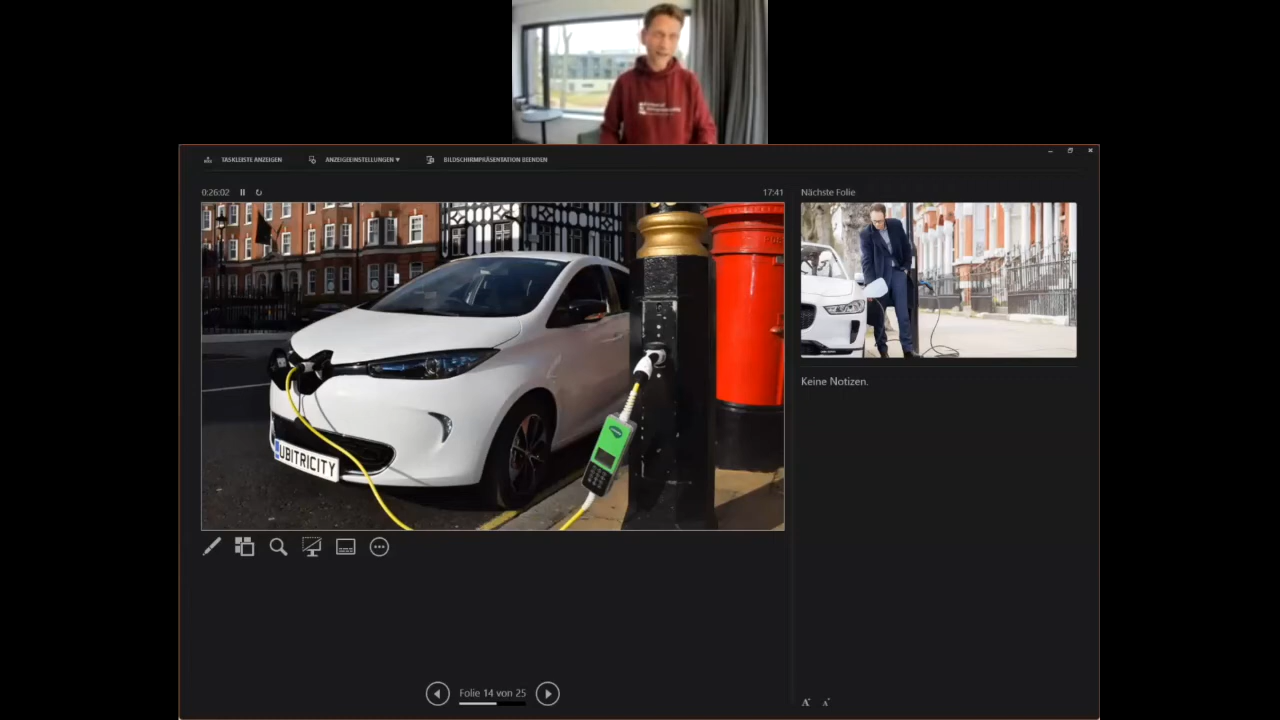 TASKLEISTE ANZEIGEN
ANZEIGEEINSTELLUNGEN
BILDSCHIRMPRÄSENTATION BEENDEN
0:26:02
17:41
Nächste Folie
UBITRICITY
Keine Notizen.
Folie 14 von 25